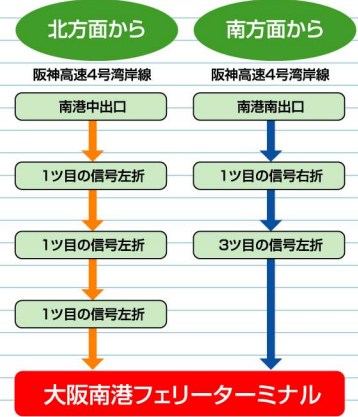 北方面から
阪神高速4号湾岸線
南港中出口
1ツ目の信号左折
1ツ目の信号左折
1ツ目の信号左折
南方面から
阪神高速4号湾岸線
南港南出口
1ツ目の信号右折
3ツ目の信号左折
大阪南港フェリーターミナル